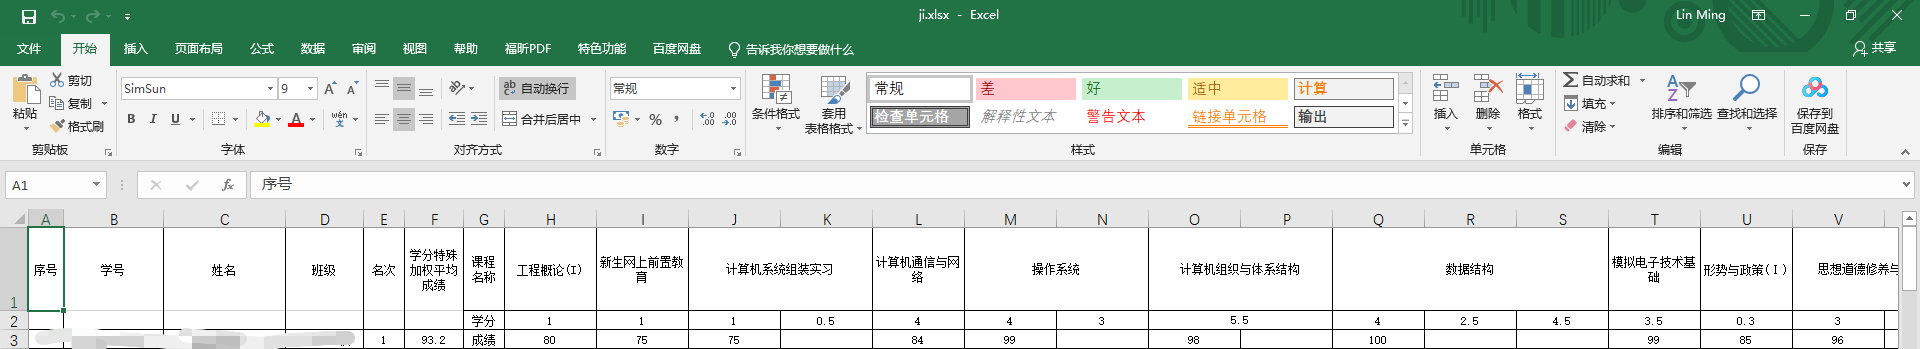 ji.xlsx - Excel
Lin Ming
文件 开始 插入 页面布局 公式 数据 审阅 视图 帮助 福昕PDF 特色功能 百度网盘 告诉我你想要做什么 共享
粘贴 剪切
复制
格式刷
剪贴板
SimSun 9 A A
B I U A wén 文
字体
ab c 自动换行
合并后居中
对齐方式
常规
% , .00 .0
数字
条件格式 套用 表格格式
常规 差 好 适中 计算
检查单元格 解释性文本 警告文本 链接单元格 输出
样式
插入 删除 格式
单元格
Σ 自动求和
填充
清除
排序和筛选 查找和选择
编辑
保存到 百度网盘
保存
A1 fx 序号
A B C D E F G H I J K L M N O P Q R S T U V
1 序号 学号 姓名 班级 名次 学分特殊加权平均成绩 课程名称 工程概论(I) 新生网上前置教育 计算机系统组装实习 计算机通信与网络 操作系统 计算机组织与体系结构 数据结构 模拟电子技术基础 形势与政策(I) 思想道德修养与
2 学分 1 1 1 0.5 4 4 3 5.5 4 2.5 4.5 3.5 0.3 3
3 1 93.2 成绩 80 75 75 84 99 98 100 99 85 96